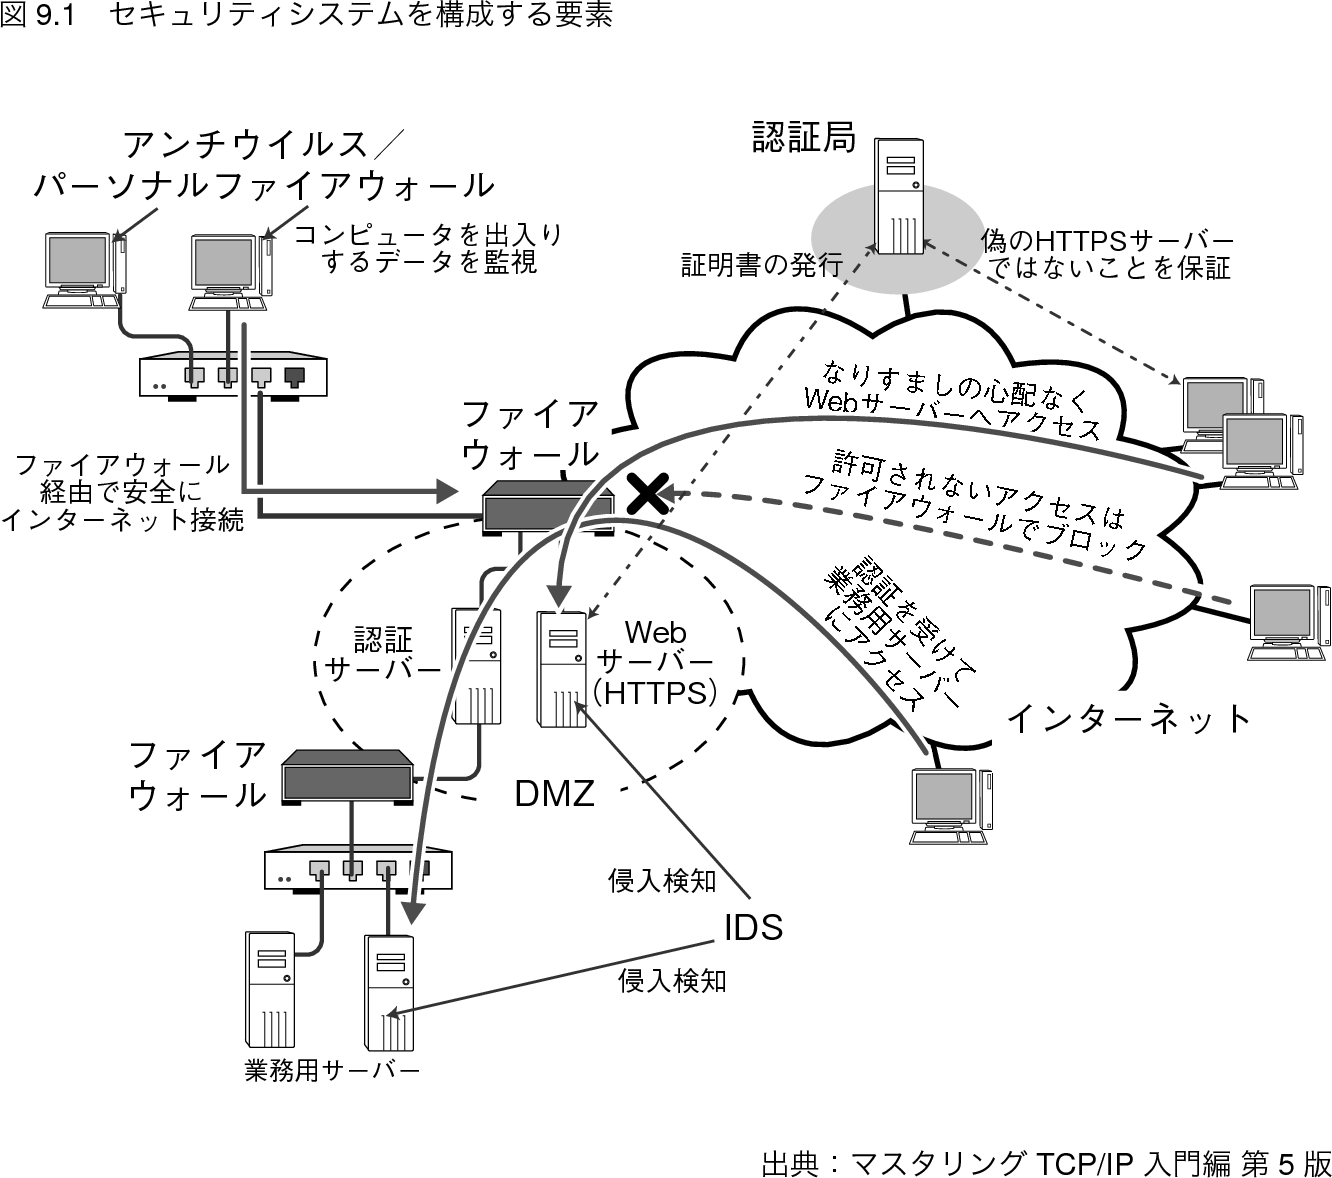 図 9.1　セキュリティシステムを構成する要素
アンチウイルス／
パーソナルファイアウォール
コンピュータを出入り
するデータを監視
認証局
証明書の発行
偽のHTTPSサーバー
ではないことを保証
なりすましの心配なく
Webサーバーへアクセス
ファイア
ウォール
許可されないアクセスは
ファイアウォールでブロック
ファイアウォール
経由で安全に
インターネット接続
認証を受けて
業務用サーバー
にアクセス
認証
サーバー
Web
サーバー
（HTTPS）
インターネット
ファイア
ウォール
DMZ
侵入検知
IDS
侵入検知
業務用サーバー
出典：マスタリング TCP/IP 入門編 第 5 版